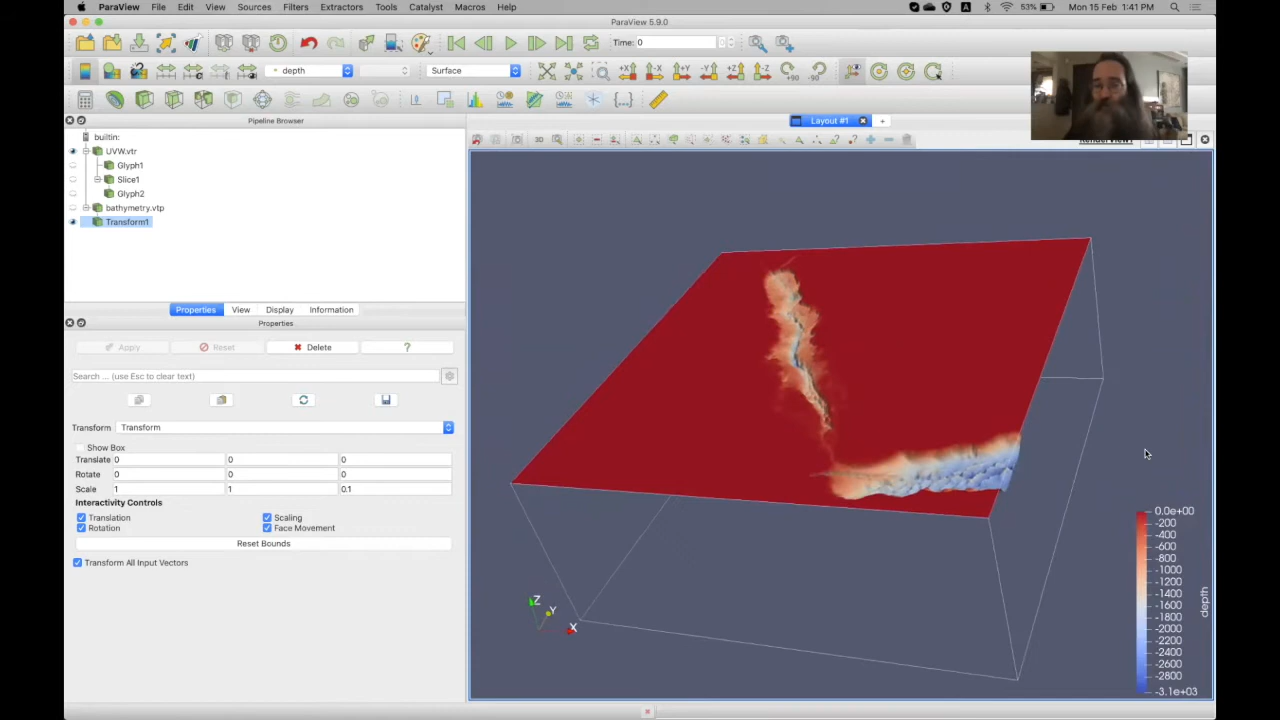 ParaView File Edit View Sources Filters Extractors Tools Catalyst Macros Help
53% Mon 15 Feb 1:41 PM
ParaView 5.9.0
Time: 0
depth
Surface
+X -X +Y -Y +Z -Z +90 -90
Pipeline Browser
Layout #1
3D
builtin:
UVW.vtr
Glyph1
Slice1
Glyph2
bathymetry.vtp
Transform1
Properties View Display Information
Properties
Apply Reset Delete ?
Search ... (use Esc to clear text)
Transform Transform
Show Box
Translate 0 0 0
Rotate 0 0 0
Scale 1 1 0.1
Interactivity Controls
Translation Scaling
Rotation Face Movement
Reset Bounds
Transform All Input Vectors
Z
Y
X
0.0e+00
-200
-400
-600
-800
-1000
-1200
-1400
-1600
-1800
-2000
-2200
-2400
-2600
-2800
-3.1e+03
depth